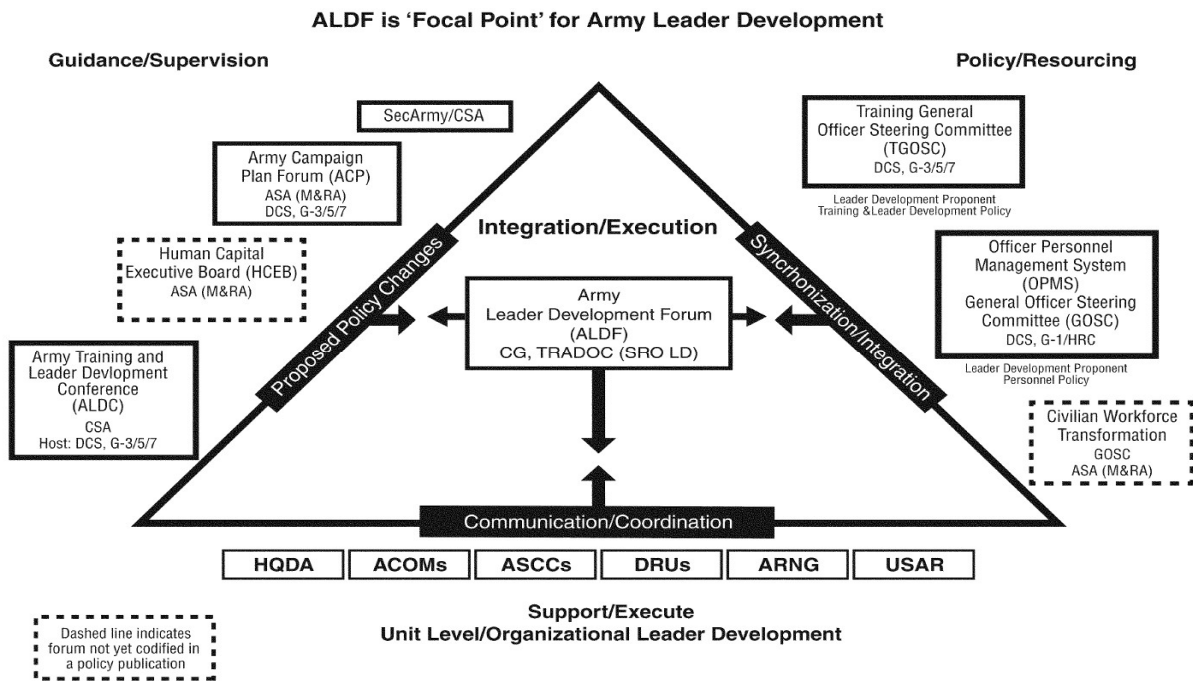 ALDF is ‘Focal Point’ for Army Leader Development
Guidance/Supervision
Policy/Resourcing
SecArmy/CSA
Army Campaign
Plan Forum (ACP)
ASA (M&RA)
DCS, G-3/5/7
Human Capital
Executive Board (HCEB)
ASA (M&RA)
Army Training and
Leader Devlopment
Conference
(ALDC)
CSA
Host: DCS, G-3/5/7
Proposed Policy Changes
Integration/Execution
Army
Leader Development Forum
(ALDF)
CG, TRADOC (SRO LD)
Syncrhonization/Integration
Training General
Officer Steering Committee
(TGOSC)
DCS, G-3/5/7
Leader Development Proponent
Training &Leader Development Policy
Officer Personnel
Management System
(OPMS)
General Officer Steering
Committee (GOSC)
DCS, G-1/HRC
Leader Development Proponent
Personnel Policy
Civilian Workforce
Transformation
GOSC
ASA (M&RA)
Communication/Coordination
HQDA
ACOMs
ASCCs
DRUs
ARNG
USAR
Support/Execute
Unit Level/Organizational Leader Development
Dashed line indicates
forum not yet codified in
a policy publication